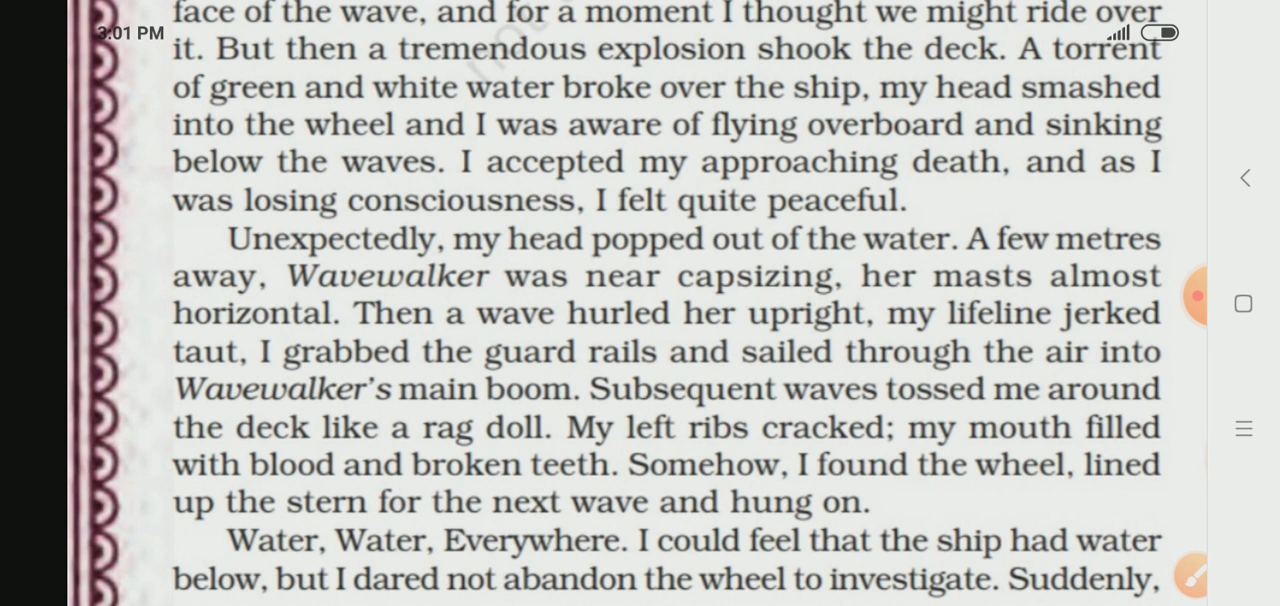 face of the wave, and for a moment I thought we might ride over
3:01 PM
it. But then a tremendous explosion shook the deck. A torrent
of green and white water broke over the ship, my head smashed
into the wheel and I was aware of flying overboard and sinking
below the waves. I accepted my approaching death, and as I
was losing consciousness, I felt quite peaceful.
Unexpectedly, my head popped out of the water. A few metres
away, Wavewalker was near capsizing, her masts almost
horizontal. Then a wave hurled her upright, my lifeline jerked
taut, I grabbed the guard rails and sailed through the air into
Wavewalker's main boom. Subsequent waves tossed me around
the deck like a rag doll. My left ribs cracked; my mouth filled
with blood and broken teeth. Somehow, I found the wheel, lined
up the stern for the next wave and hung on.
Water, Water, Everywhere. I could feel that the ship had water
below, but I dared not abandon the wheel to investigate. Suddenly,